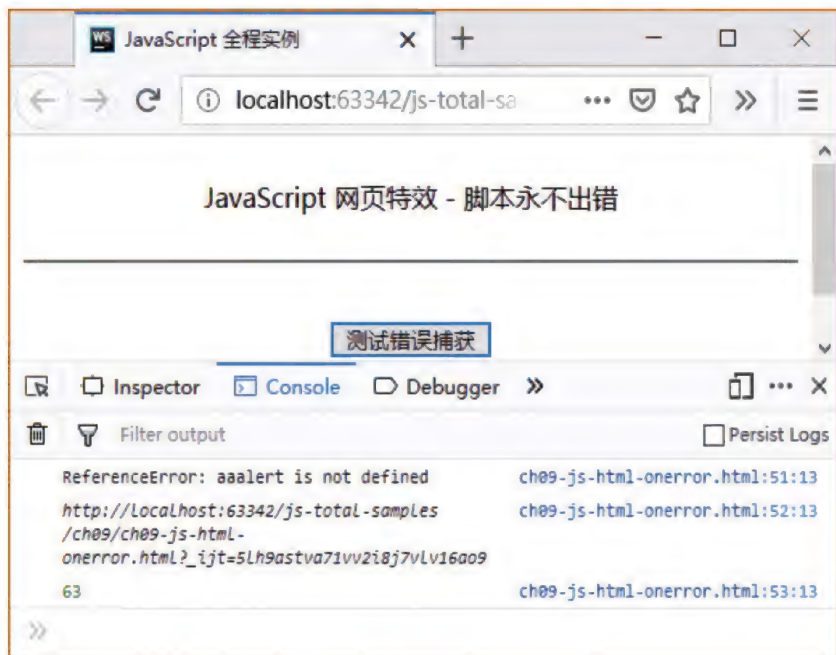 WS JavaScript 全程实例
localhost:63342/js-total-sa
JavaScript 网页特效 - 脚本永不出错
测试错误捕获
Inspector Console Debugger
Filter output Persist Logs
ReferenceError: aaalert is not defined ch09-js-html-onerror.html:51:13
http://localhost:63342/js-total-samples ch09-js-html-onerror.html:52:13
/ch09/ch09-js-html-
onerror.html?_ijt=5lh9astva71vv2i8j7vlv16ao9
63 ch09-js-html-onerror.html:53:13